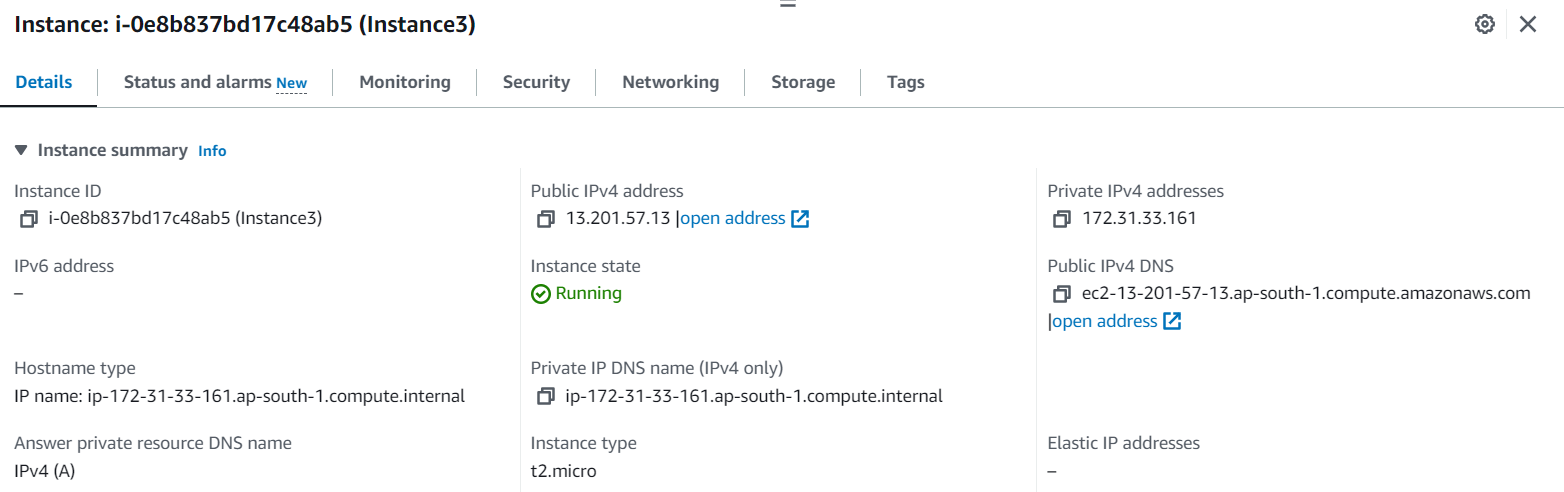 Instance: i-0e8b837bd17c48ab5 (Instance3)
Details
Status and alarms New
Monitoring
Security
Networking
Storage
Tags
Instance summary Info
Instance ID
i-0e8b837bd17c48ab5 (Instance3)
Public IPv4 address
13.201.57.13 |open address
Private IPv4 addresses
172.31.33.161
IPv6 address
–
Instance state
Running
Public IPv4 DNS
ec2-13-201-57-13.ap-south-1.compute.amazonaws.com
|open address
Hostname type
IP name: ip-172-31-33-161.ap-south-1.compute.internal
Private IP DNS name (IPv4 only)
ip-172-31-33-161.ap-south-1.compute.internal
Answer private resource DNS name
IPv4 (A)
Instance type
t2.micro
Elastic IP addresses
–